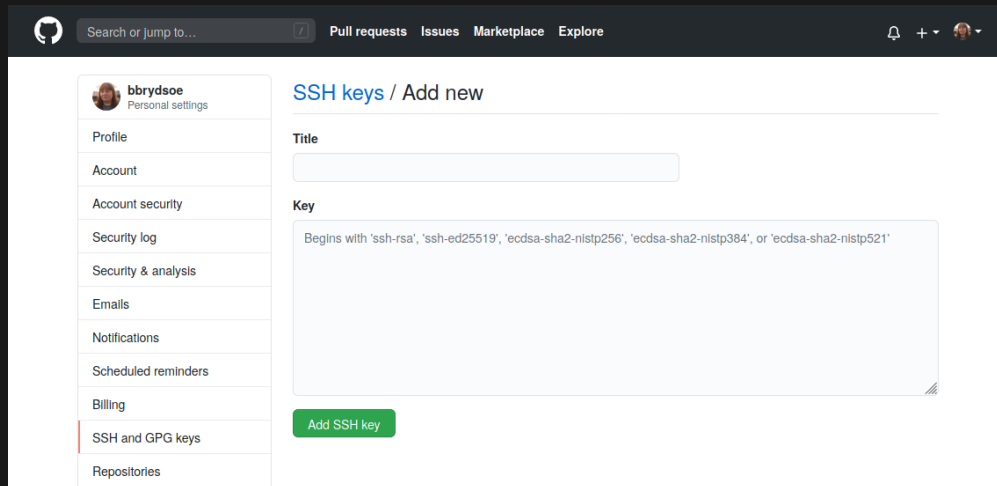 Search or jump to... /
Pull requests Issues Marketplace Explore
bbrydsoe
Personal settings
Profile
Account
Account security
Security log
Security & analysis
Emails
Notifications
Scheduled reminders
Billing
SSH and GPG keys
Repositories
SSH keys / Add new
Title
Key
Begins with 'ssh-rsa', 'ssh-ed25519', 'ecdsa-sha2-nistp256', 'ecdsa-sha2-nistp384', or 'ecdsa-sha2-nistp521'
Add SSH key